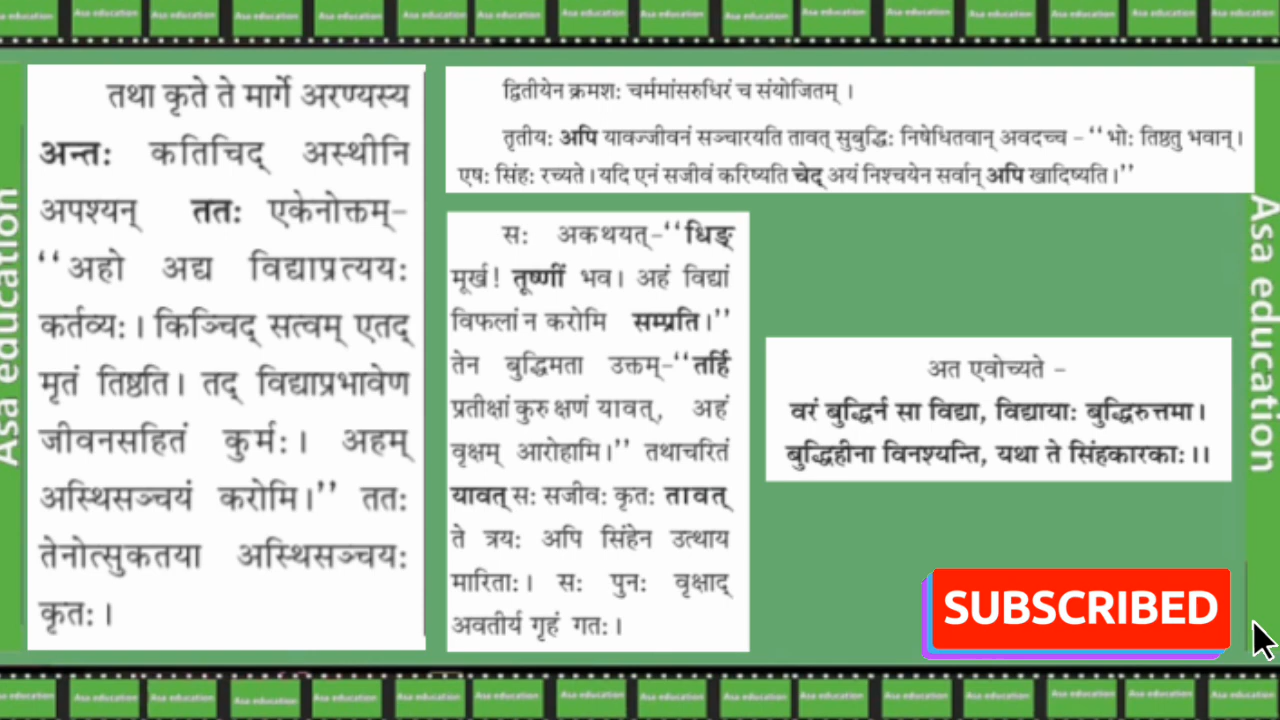 तथा कृते ते मार्गे अरण्यस्य
अन्तः कतिचिद् अस्थीनि
अपश्यन् ततः एकेनोक्तम्-
‘‘अहो अद्य विद्याप्रत्ययः
कर्तव्यः। किञ्चिद् सत्वम् एतद्
मृतं तिष्ठति। तद् विद्याप्रभावेण
जीवनसहितं कुर्मः। अहम्
अस्थिसञ्चयं करोमि।’’ ततः
तेनोत्सुकतया अस्थिसञ्चयः
कृतः।
द्वितीयेन क्रमशः चर्ममांसरुधिरं च संयोजितम् ।
तृतीयः अपि यावज्जीवनं सञ्चारयति तावत् सुबुद्धिः निषेधितवान् अवदच्च - ‘‘ भोः तिष्ठतु भवान्।
एषः सिंहः रच्यते। यदि एनं सजीवं करिष्यति चेद् अयं निश्चयेन सर्वान् अपि खादिष्यति।’’
सः अकथयत्-‘‘धिङ्
मूर्ख! तूष्णीं भव। अहं विद्यां
विफलां न करोमि सम्प्रति।’’
तेन बुद्धिमता उक्तम्-‘‘तर्हि
प्रतीक्षां कुरु क्षणं यावत्, अहं
वृक्षम् आरोहामि।’’ तथाचरितं
यावत् सः सजीवः कृतः तावत्
ते त्रयः अपि सिंहेन उत्थाय
मारिताः। सः पुनः वृक्षाद्
अवतीर्य गृहं गतः।
अत एवोच्यते -
वरं बुद्धिर्न सा विद्या, विद्यायाः बुद्धिरुत्तमा।
बुद्धिहीना विनश्यन्ति, यथा ते सिंहकारकाः।।
SUBSCRIBED
Asa education
Asa education